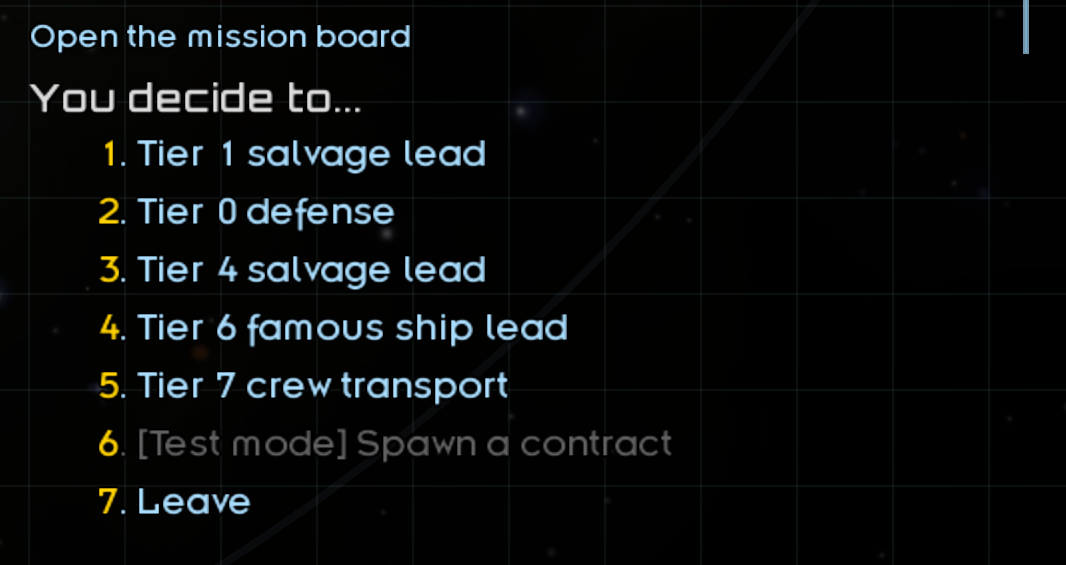 Open the mission board
You decide to...
1. Tier 1 salvage lead
2. Tier 0 defense
3. Tier 4 salvage lead
4. Tier 6 famous ship lead
5. Tier 7 crew transport
6. [Test mode] Spawn a contract
7. Leave